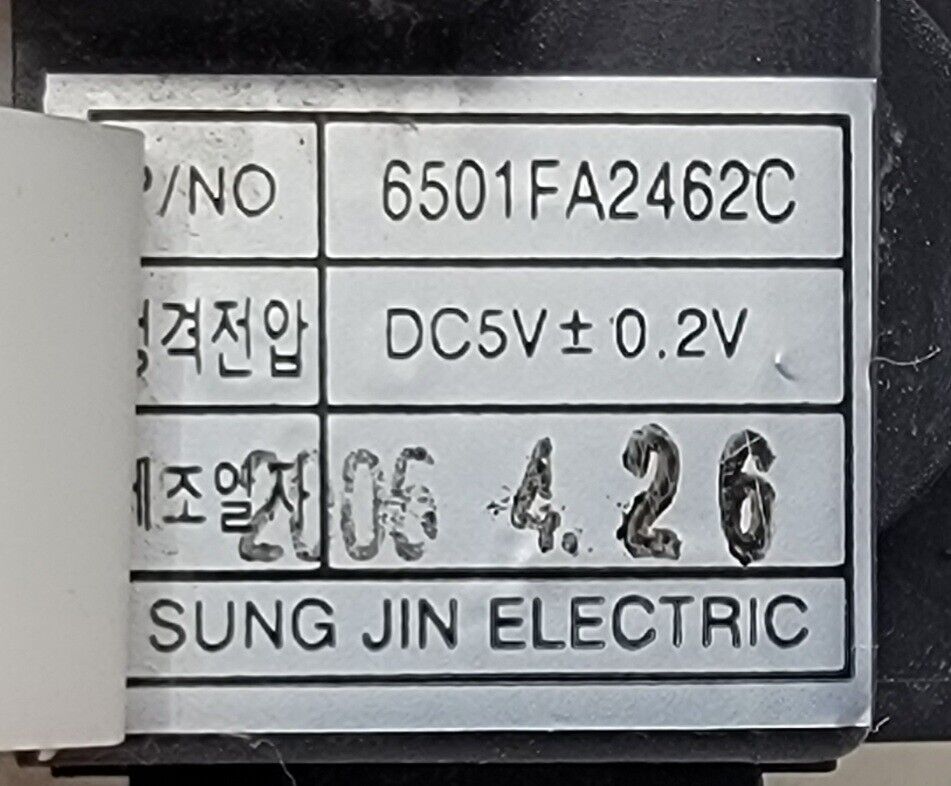 P/NO 6501FA2462C
정격전압 DC5V ± 0.2V
제조일자 2006 4.26
SUNG JIN ELECTRIC